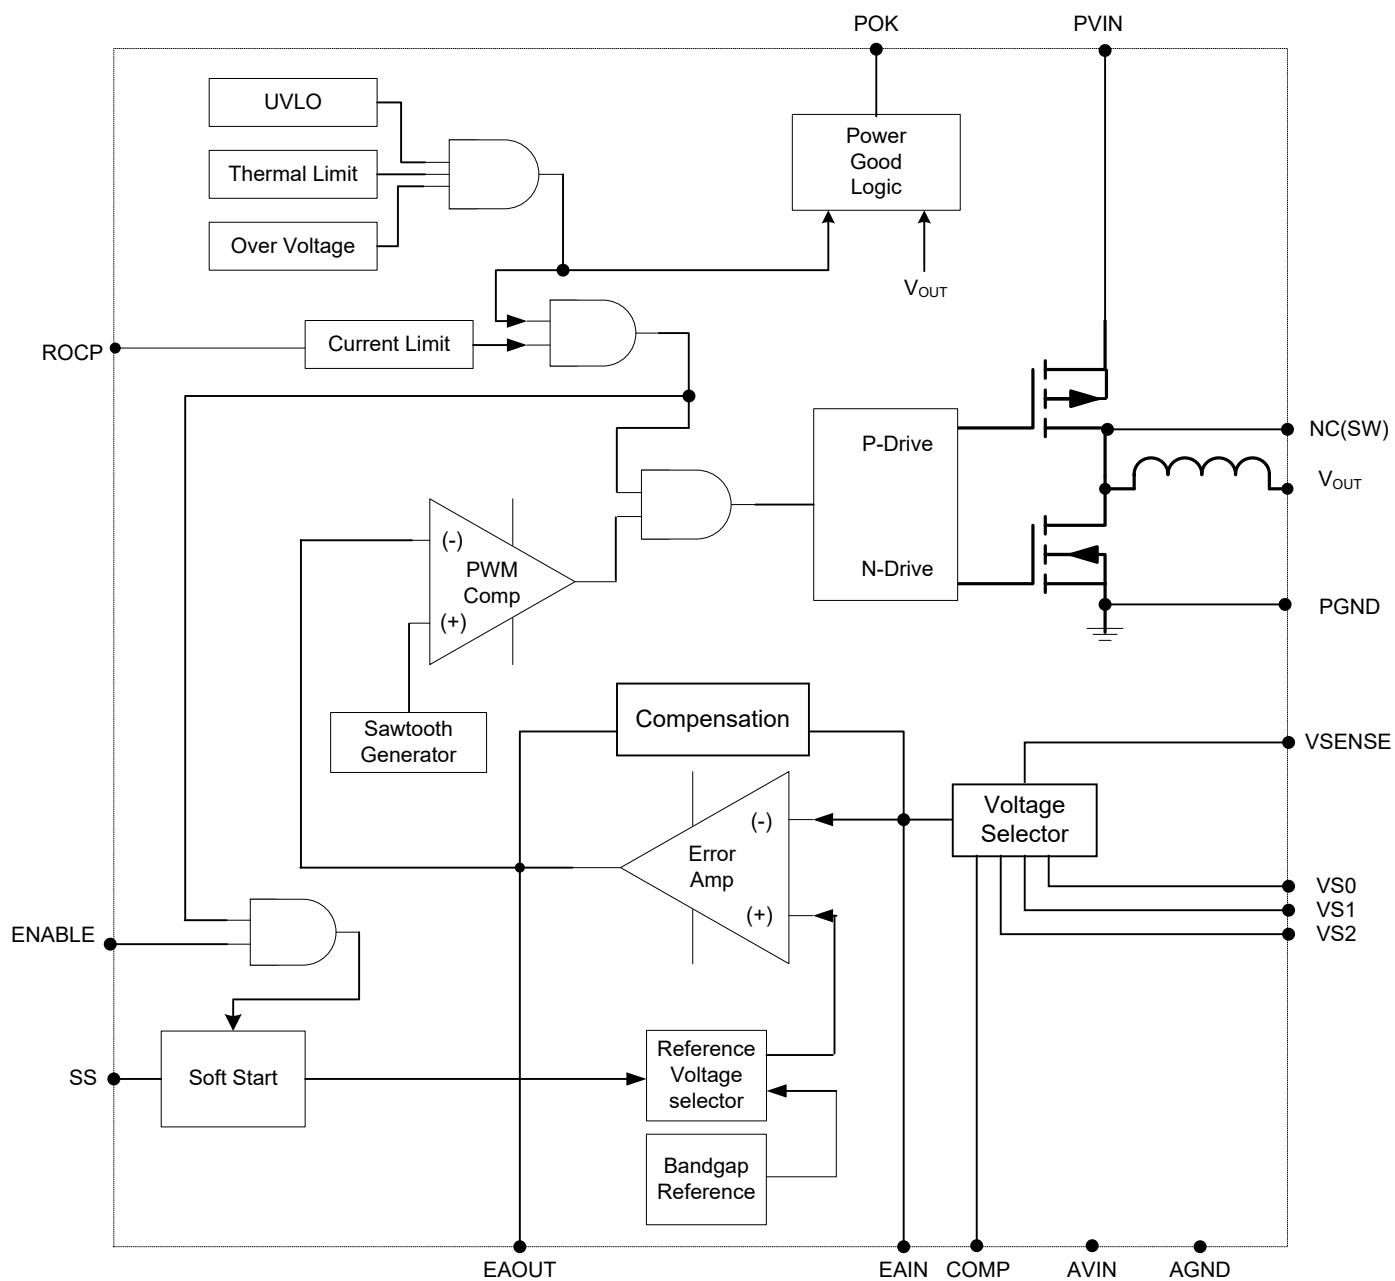 POK
PVIN
UVLO
Thermal Limit
Over Voltage
Power
Good
Logic
VOUT
ROCP
Current Limit
P-Drive
N-Drive
NC(SW)
VOUT
PGND
(-)
PWM
Comp
(+)
Sawtooth
Generator
Compensation
VSENSE
Voltage
Selector
(-)
Error
Amp
(+)
VS0
VS1
VS2
ENABLE
SS
Soft Start
Reference
Voltage
selector
Bandgap
Reference
EAOUT
EAIN
COMP
AVIN
AGND